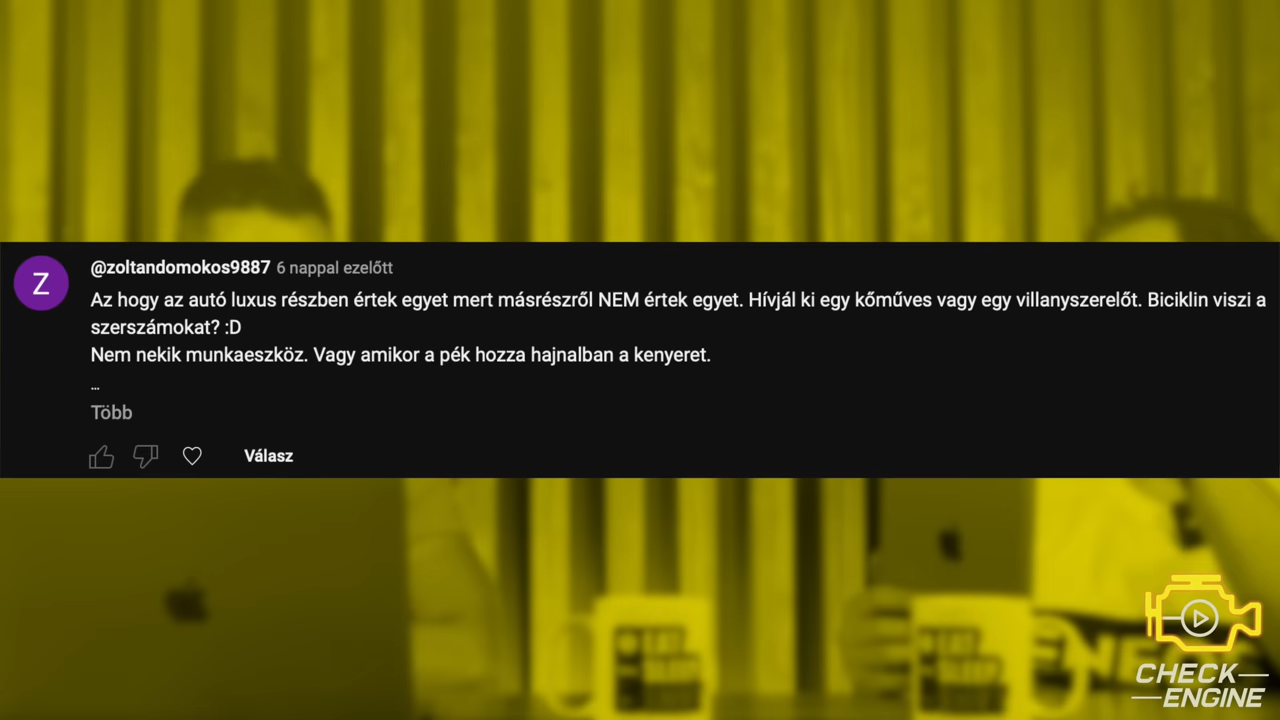 @zoltandomokos9887 6 nappal ezelőtt
Az hogy az autó luxus részben értek egyet mert másrészről NEM értek egyet. Hívjál ki egy kőműves vagy egy villanyszerelőt. Biciklin viszi a
szerszámokat? :D
Nem nekik munkaeszköz. Vagy amikor a pék hozza hajnalban a kenyeret.
...
Több
Válasz
CHECK
ENGINE